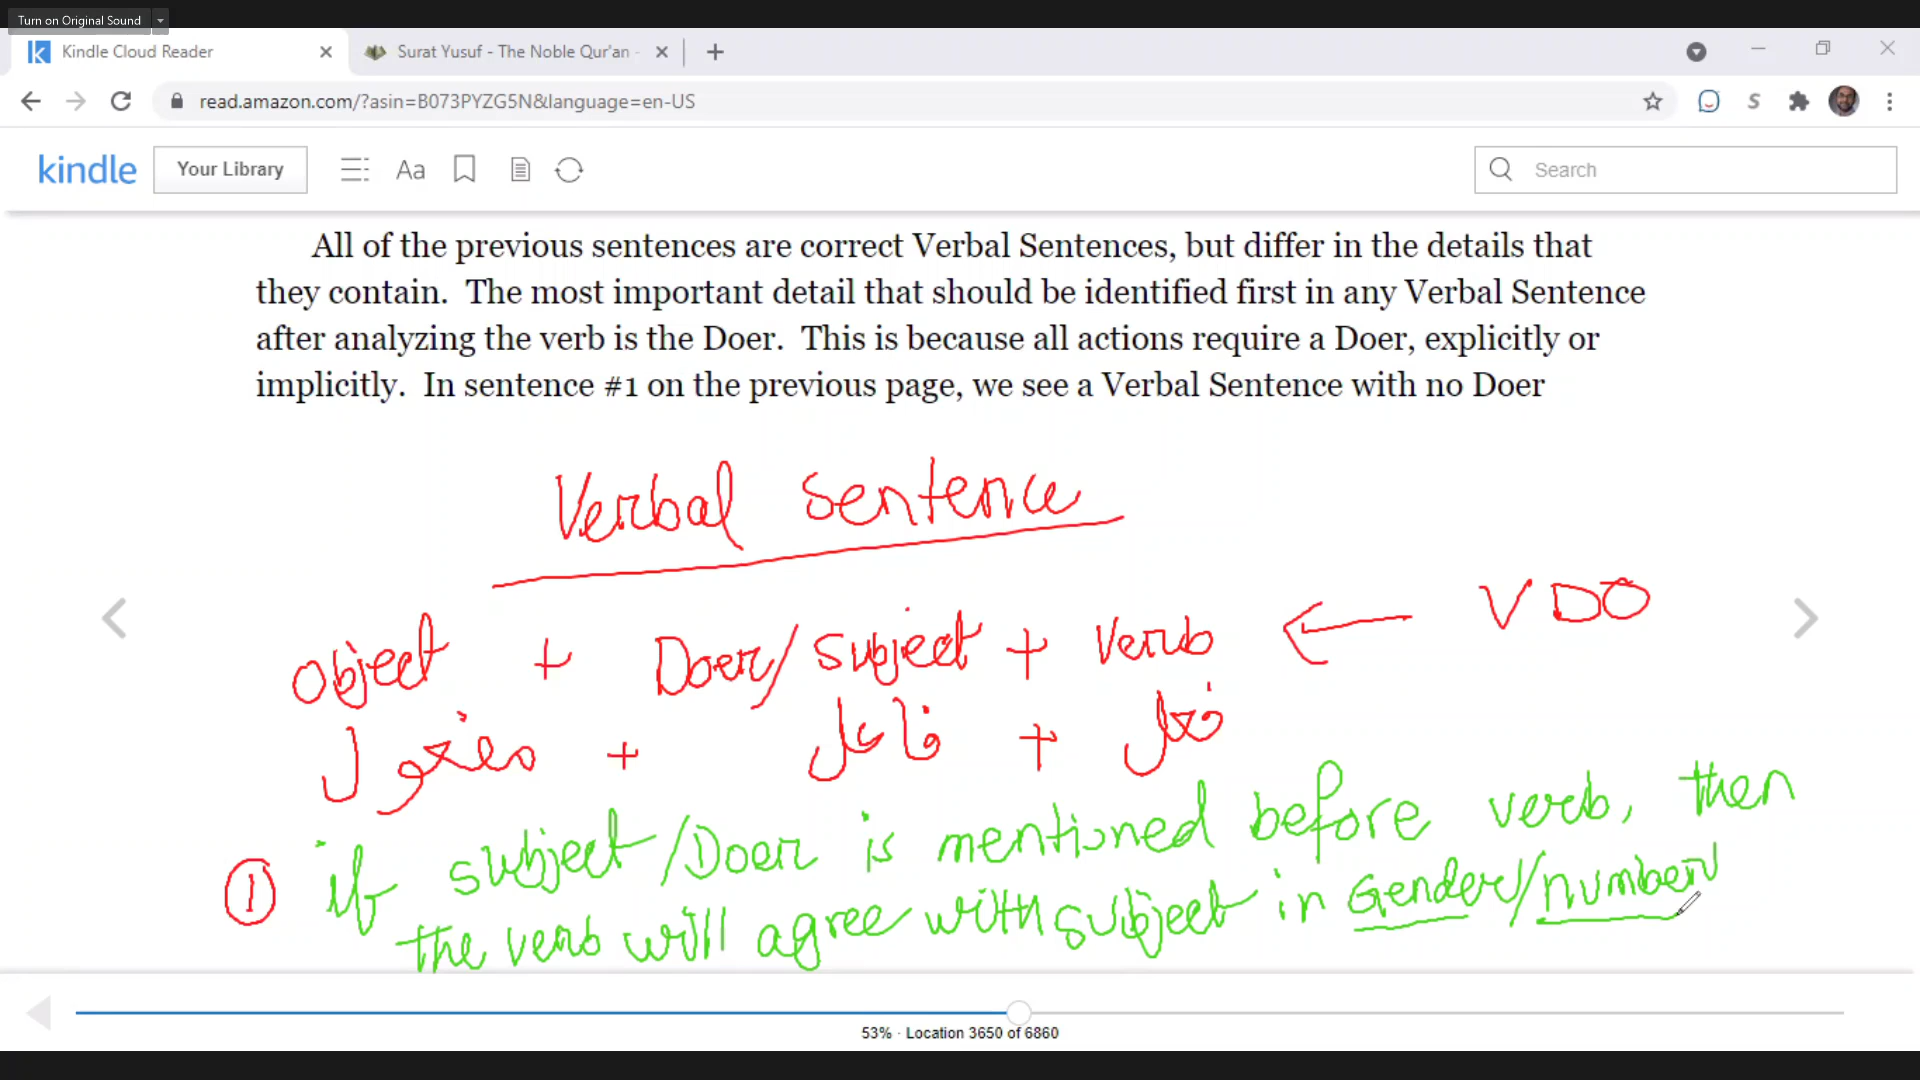 Turn on Original Sound
Kindle Cloud Reader
Surat Yusuf - The Noble Qur'an -
read.amazon.com/?asin=B073PYZG5N&language=en-US
kindle
Your Library
Aa
Search
All of the previous sentences are correct Verbal Sentences, but differ in the details that
they contain. The most important detail that should be identified first in any Verbal Sentence
after analyzing the verb is the Doer. This is because all actions require a Doer, explicitly or
implicitly. In sentence #1 on the previous page, we see a Verbal Sentence with no Doer
Verbal sentence
object + Doer/subject + Verb ← VDO
فعل + فاعل + مفعول
① if subject/Doer is mentioned before verb, then
the verb will agree with subject in Gender/number
53% · Location 3650 of 6860